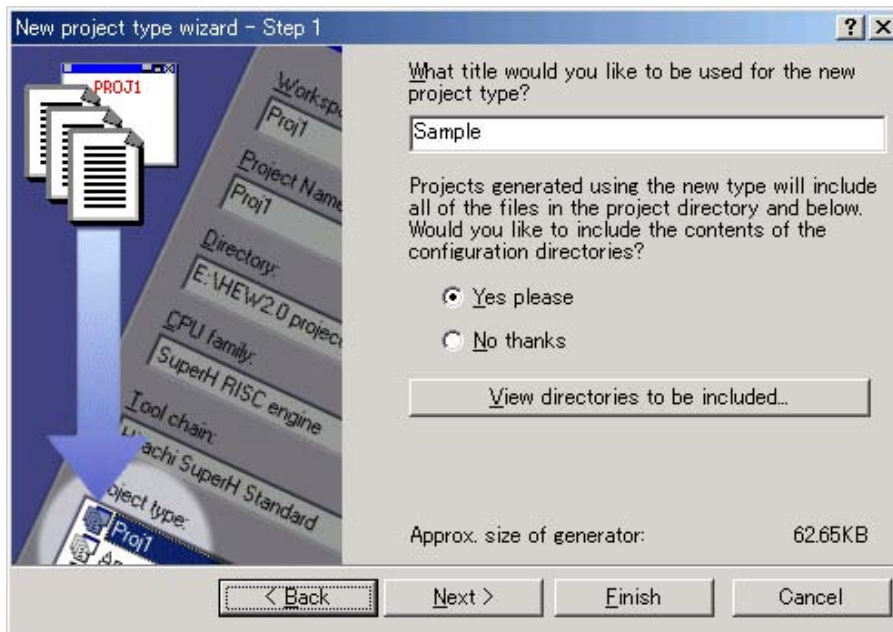 New project type wizard – Step 1
PROJ1
Workspa
Proj1
Project Name
Proj1
Directory:
E:\HEW2.0 project
CPU family:
SuperH RISC engine
Tool chain:
Hitachi SuperH Standard
oject type:
Proj1
What title would you like to be used for the new
project type?
Sample
Projects generated using the new type will include
all of the files in the project directory and below.
Would you like to include the contents of the
configuration directories?
Yes please
No thanks
View directories to be included...
Approx. size of generator: 62.65KB
< Back Next > Finish Cancel